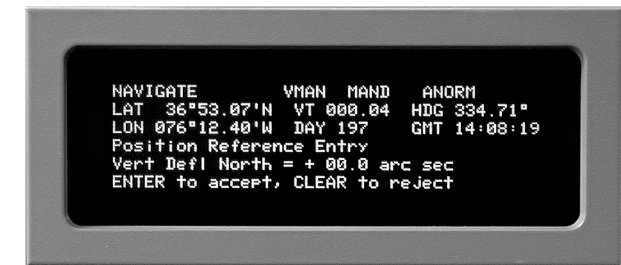 NAVIGATE VMAN MAND ANORM
LAT 36°53.07'N VT 000.04 HDG 334.71°
LON 076°12.40'W DAY 197 GMT 14:08:19
Position Reference Entry
Vert Defl North = + 00.0 arc sec
ENTER to accept, CLEAR to reject